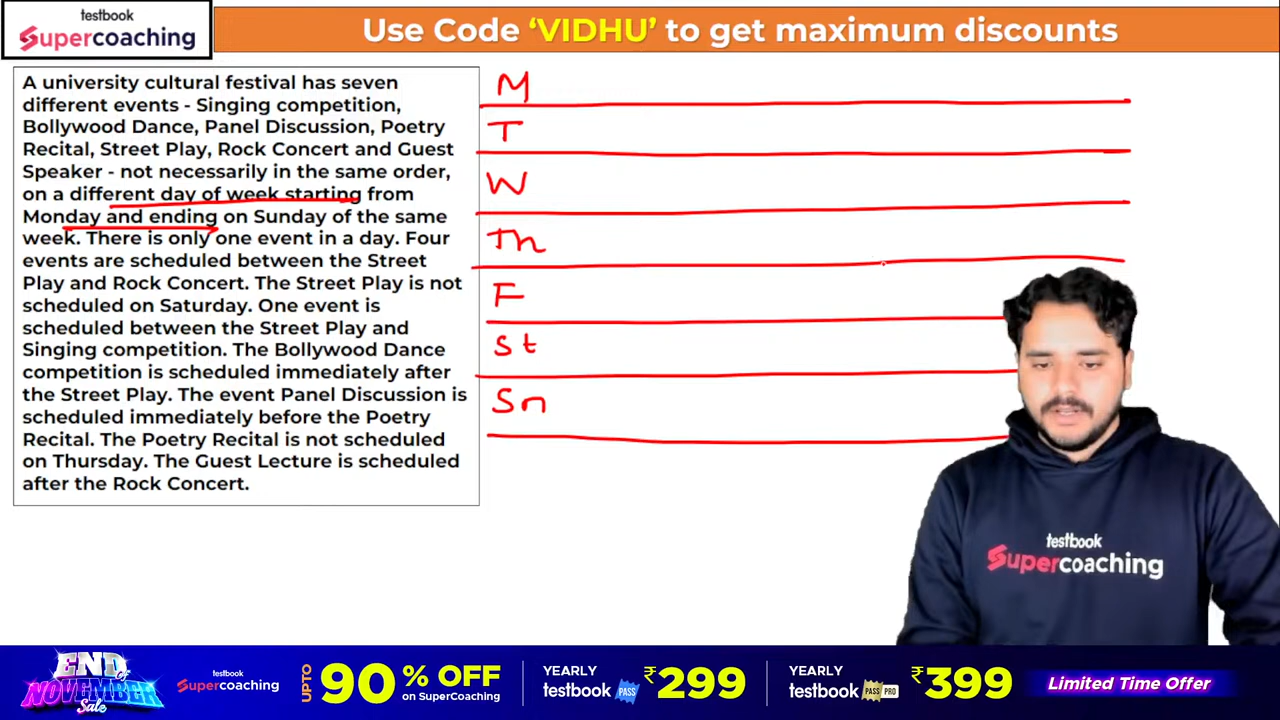 testbook
Supercoaching
Use Code 'VIDHU' to get maximum discounts
A university cultural festival has seven
different events - Singing competition,
Bollywood Dance, Panel Discussion, Poetry
Recital, Street Play, Rock Concert and Guest
Speaker - not necessarily in the same order,
on a different day of week starting from
Monday and ending on Sunday of the same
week. There is only one event in a day. Four
events are scheduled between the Street
Play and Rock Concert. The Street Play is not
scheduled on Saturday. One event is
scheduled between the Street Play and
Singing competition. The Bollywood Dance
competition is scheduled immediately after
the Street Play. The event Panel Discussion is
scheduled immediately before the Poetry
Recital. The Poetry Recital is not scheduled
on Thursday. The Guest Lecture is scheduled
after the Rock Concert.
M
T
W
Th
F
St
Sn
testbook
Supercoaching
END OF NOVEMBER Sale
testbook Supercoaching
UPTO 90% OFF on SuperCoaching
YEARLY testbook PASS ₹299
YEARLY testbook PASS PRO ₹399
Limited Time Offer